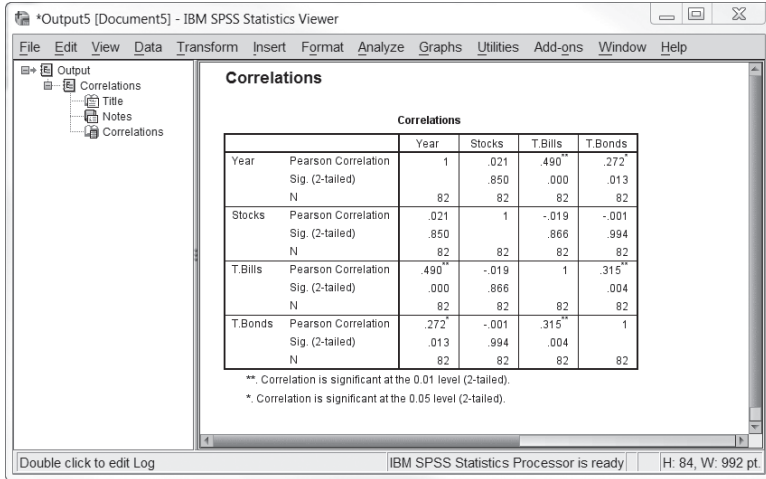 *Output5 [Document5] - IBM SPSS Statistics Viewer
File Edit View Data Transform Insert Format Analyze Graphs Utilities Add-ons Window Help
Output
Correlations
Title
Notes
Correlations
Correlations
Correlations
Year Stocks T.Bills T.Bonds
Year Pearson Correlation 1 .021 .490** .272*
Sig. (2-tailed) .850 .000 .013
N 82 82 82 82
Stocks Pearson Correlation .021 1 -.019 -.001
Sig. (2-tailed) .850 .866 .994
N 82 82 82 82
T.Bills Pearson Correlation .490** -.019 1 .315**
Sig. (2-tailed) .000 .866 .004
N 82 82 82 82
T.Bonds Pearson Correlation .272* -.001 .315** 1
Sig. (2-tailed) .013 .994 .004
N 82 82 82 82
**. Correlation is significant at the 0.01 level (2-tailed).
*. Correlation is significant at the 0.05 level (2-tailed).
Double click to edit Log IBM SPSS Statistics Processor is ready H: 84, W: 992 pt.